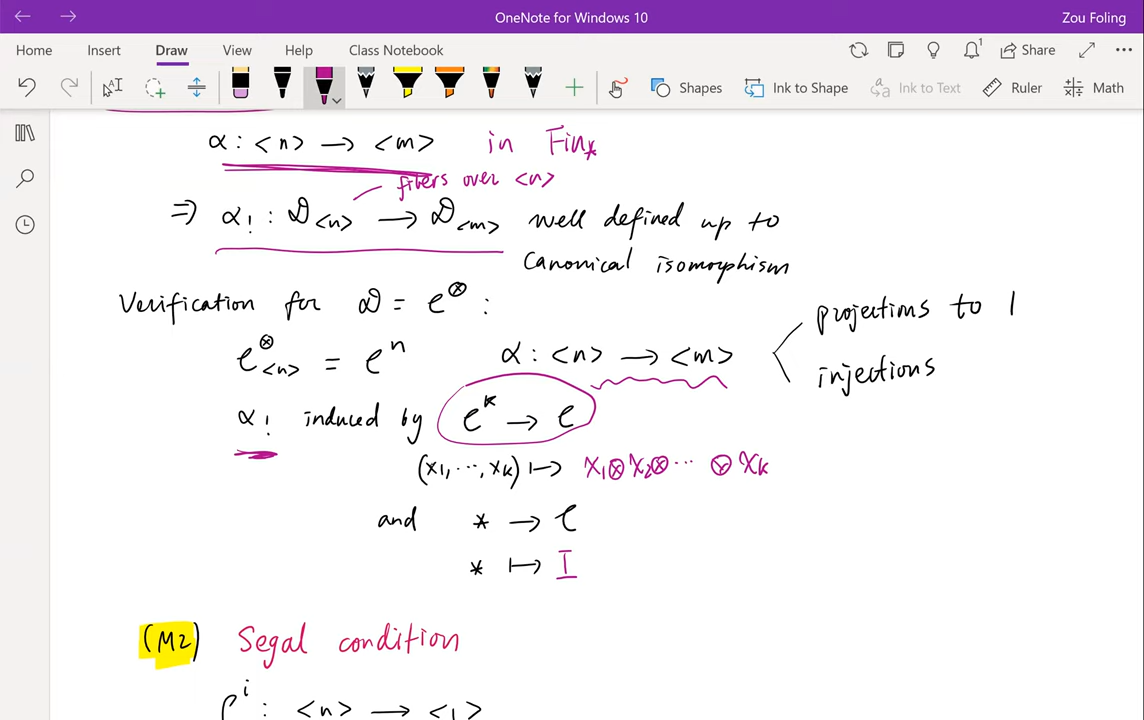 OneNote for Windows 10
Zou Foling
Home Insert Draw View Help Class Notebook
1
Share
Shapes Ink to Shape Ink to Text Ruler Math
α : <n> → <m> in Fin*
fibers over <n>
⇒ α! : 𝒟<n> → 𝒟<m> well defined up to
canonical isomorphism
Verification for 𝒟 = 𝒞^⊗ :
projections to 1
𝒞^⊗<n> = 𝒞^n α : <n> → <m>
injections
α! induced by 𝒞^k → 𝒞
(x1, ⋯, xk) ↦ x1⊗x2⊗ ⋯ ⊗ xk
and * → 𝒞
* ↦ I
(M2) Segal condition
ρ^i : <n> → <1>